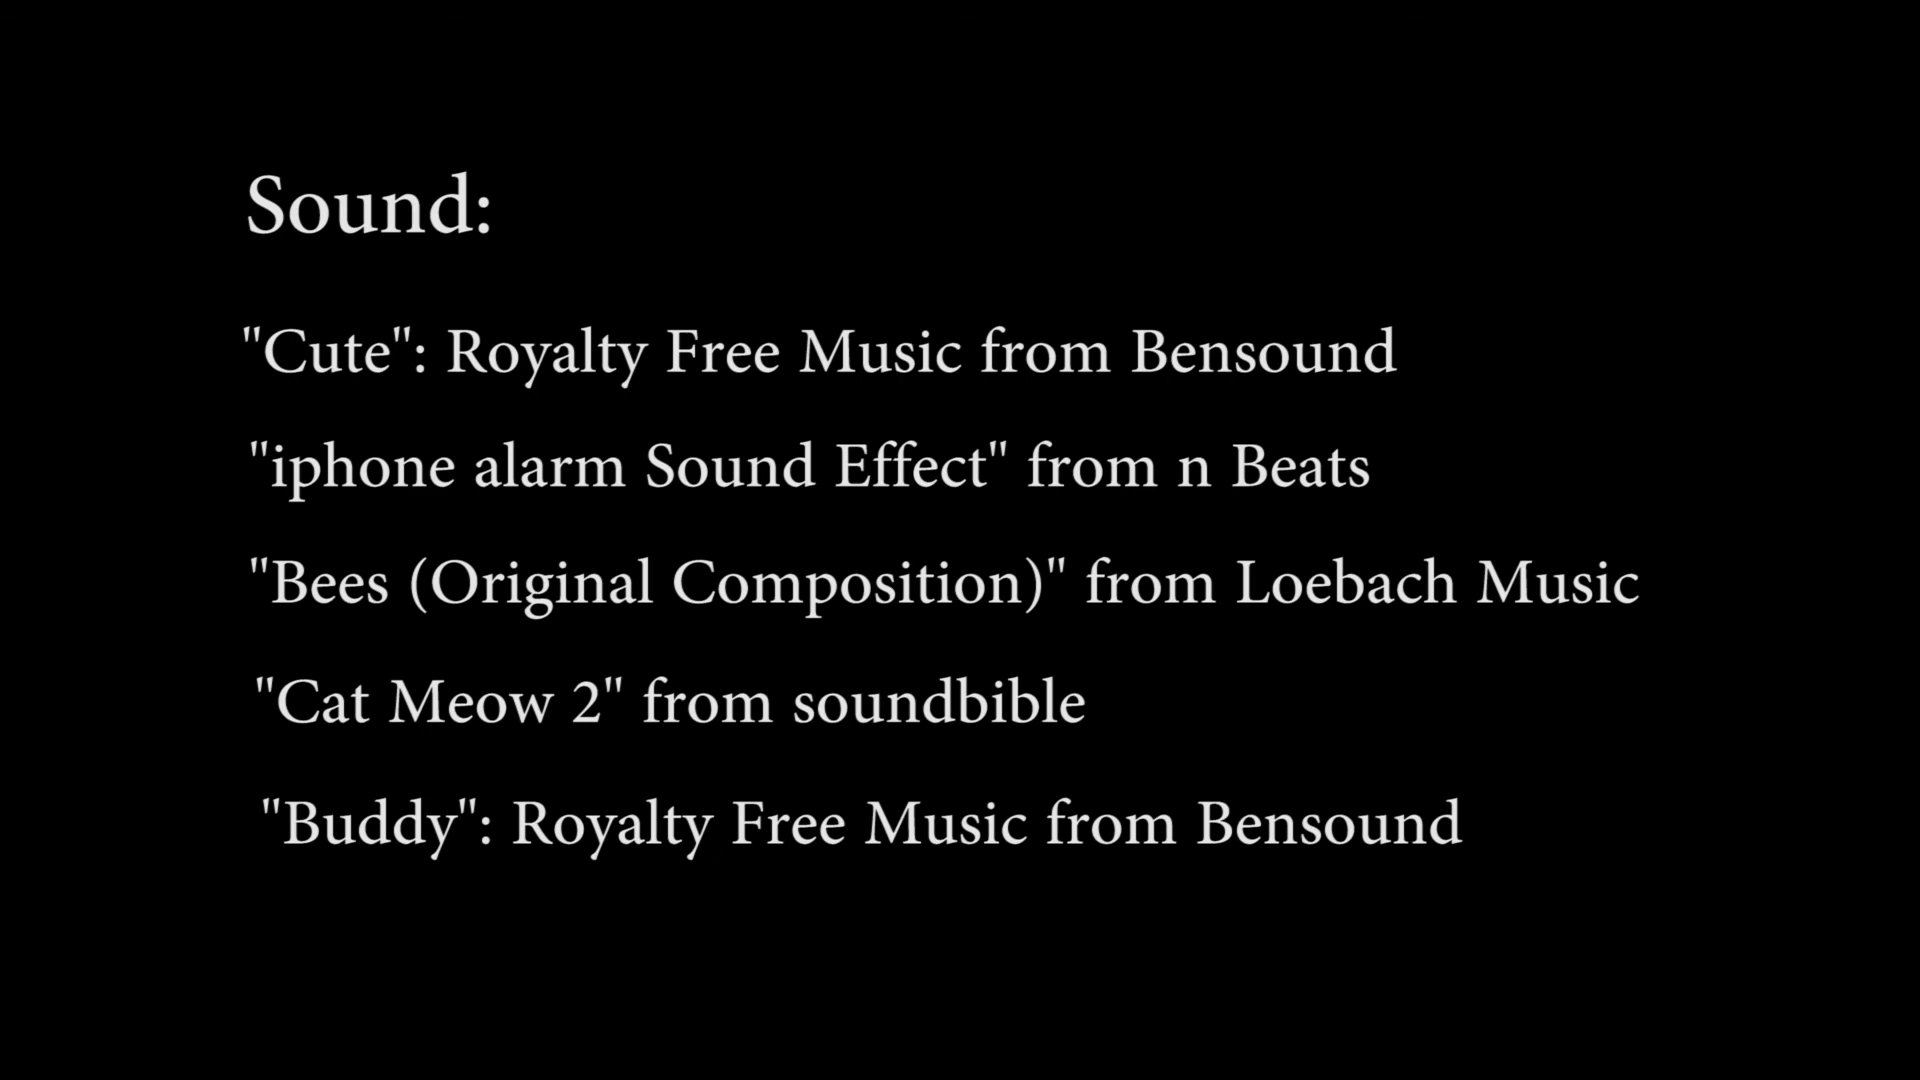 Sound:
"Cute": Royalty Free Music from Bensound
"iphone alarm Sound Effect" from n Beats
"Bees (Original Composition)" from Loebach Music
"Cat Meow 2" from soundbible
"Buddy": Royalty Free Music from Bensound